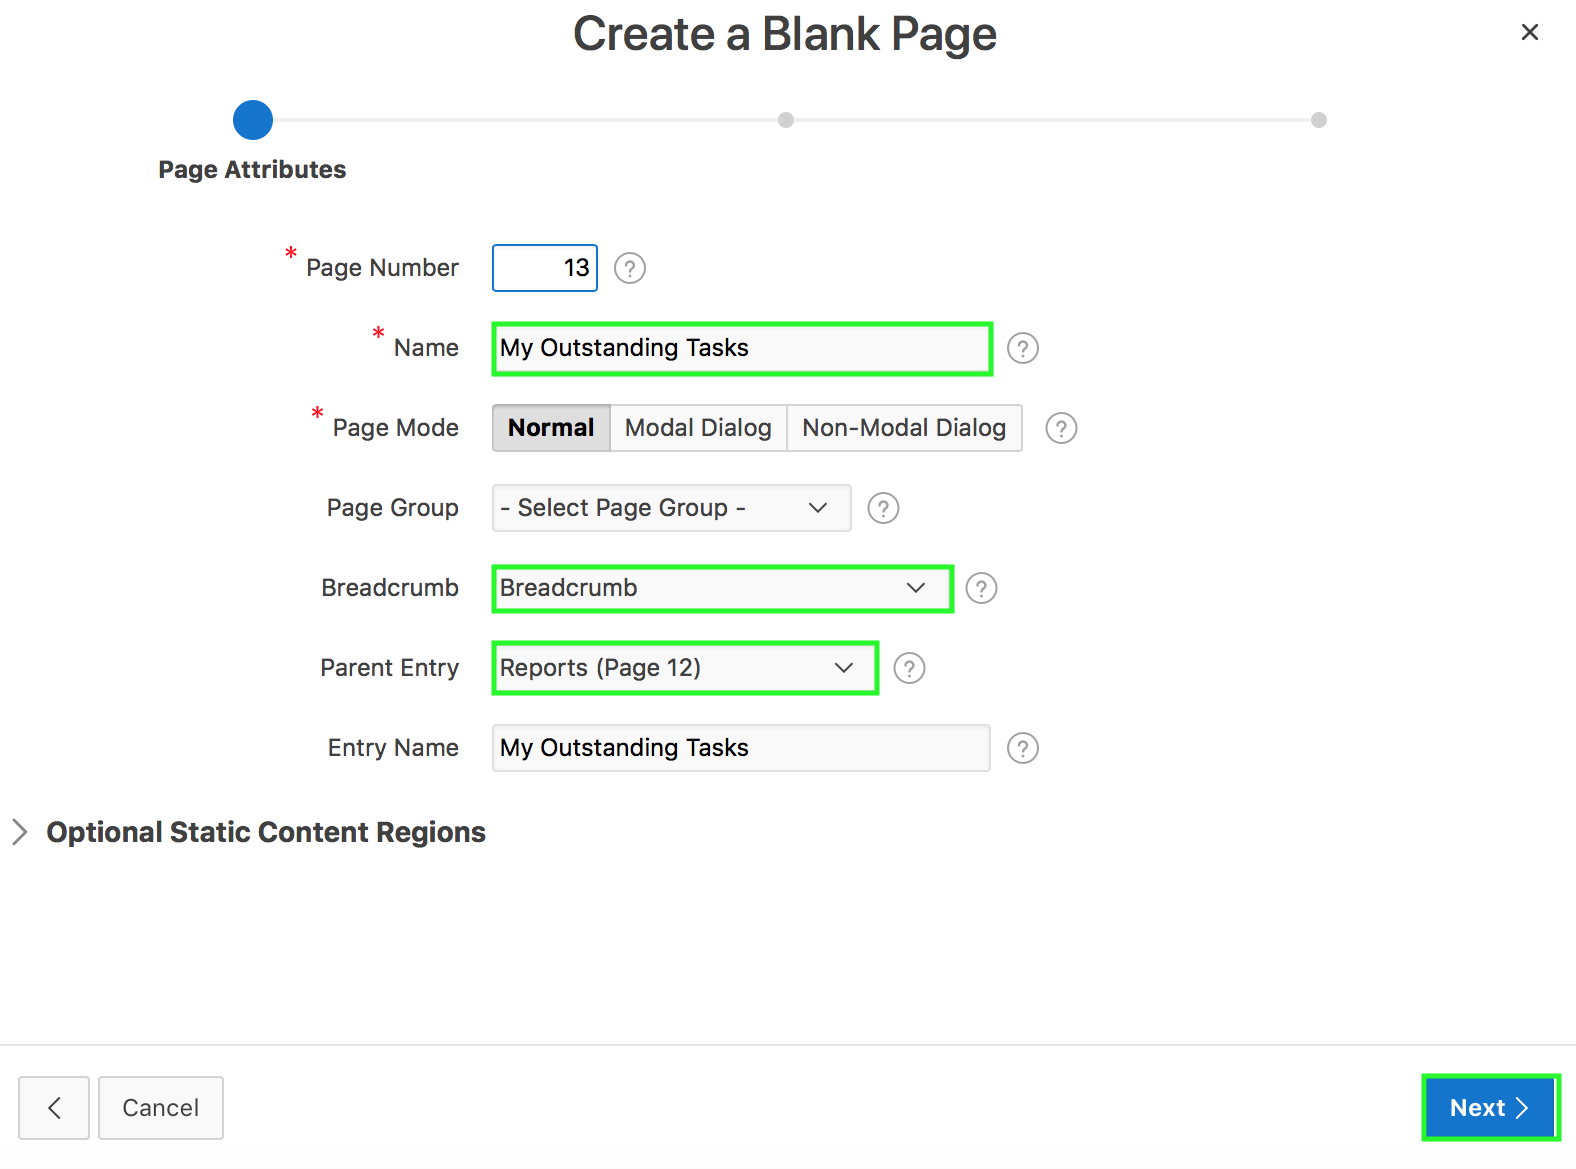 Create a Blank Page
Page Attributes
* Page Number 13 ?
* Name My Outstanding Tasks ?
* Page Mode Normal Modal Dialog Non-Modal Dialog ?
Page Group - Select Page Group - ?
Breadcrumb Breadcrumb ?
Parent Entry Reports (Page 12) ?
Entry Name My Outstanding Tasks ?
Optional Static Content Regions
Cancel Next